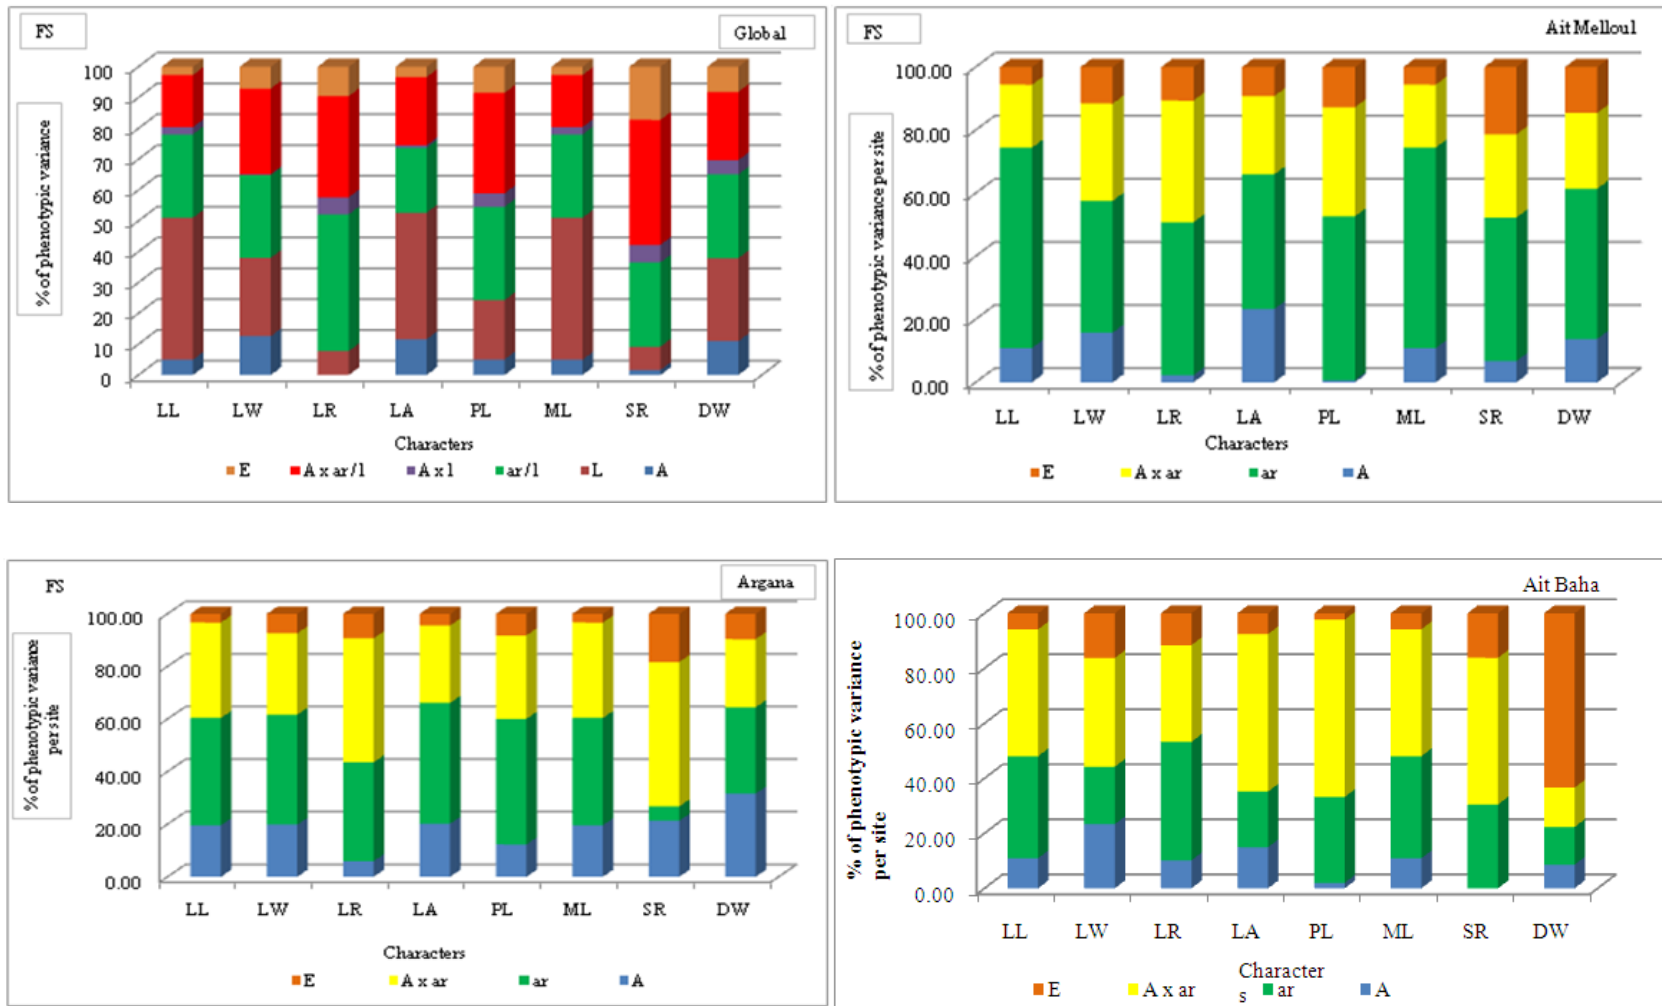 FS
Global
% of phenotypic variance
100
90
80
70
60
50
40
30
20
10
0
LL LW LR LA PL ML SR DW
Characters
E A x ar/l A x l ar/l L A
FS
Ait Melloul
% of phenotypic variance per site
100.00
80.00
60.00
40.00
20.00
0.00
LL LW LR LA PL ML SR DW
Characters
E A x ar ar A
FS
Argana
% of phenotypic variance
per site
100.00
80.00
60.00
40.00
20.00
0.00
LL LW LR LA PL ML SR DW
Characters
E A x ar ar A
Ait Baha
% of phenotypic variance
per site
100.00
80.00
60.00
40.00
20.00
0.00
LL LW LR LA PL ML SR DW
Character
s
E A x ar ar A